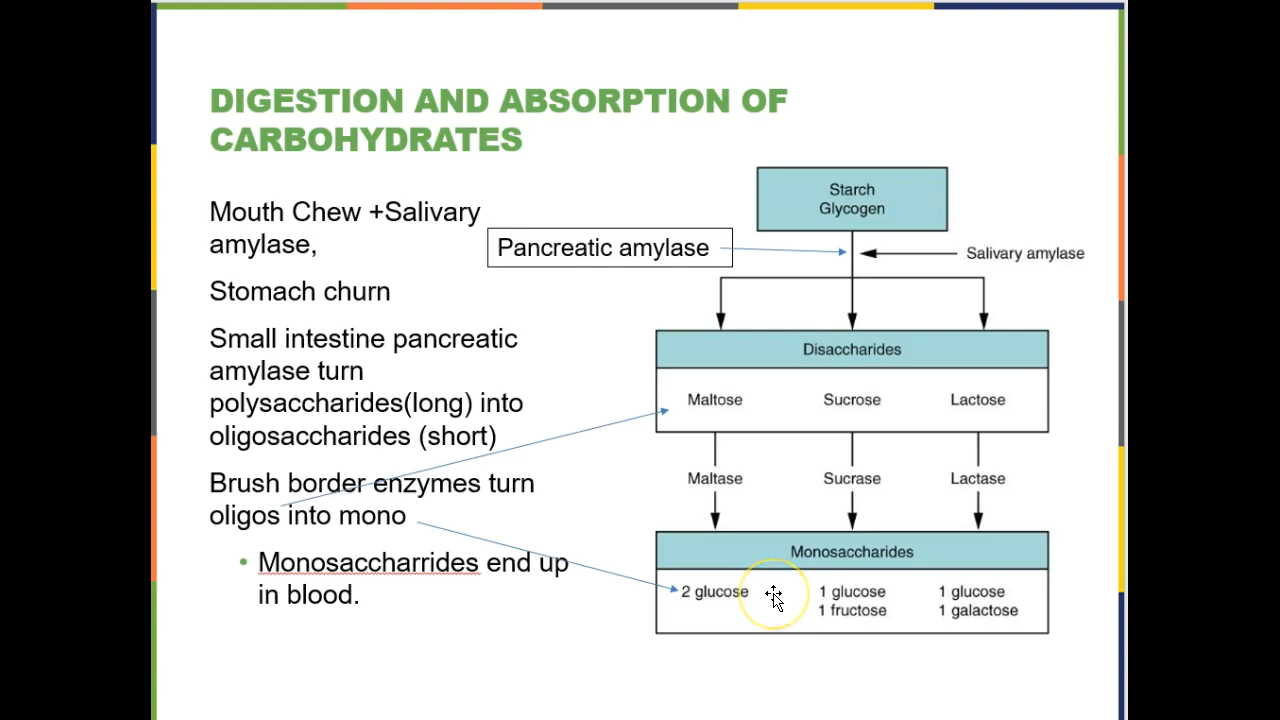 DIGESTION AND ABSORPTION OF
CARBOHYDRATES
Mouth Chew +Salivary
amylase,
Stomach churn
Small intestine pancreatic
amylase turn
polysaccharides(long) into
oligosaccharides (short)
Brush border enzymes turn
oligos into mono
• Monosaccharrides end up
in blood.
Pancreatic amylase
Starch
Glycogen
Salivary amylase
Disaccharides
Maltose Sucrose Lactose
Maltase Sucrase Lactase
Monosaccharides
2 glucose 1 glucose 1 glucose
1 fructose 1 galactose